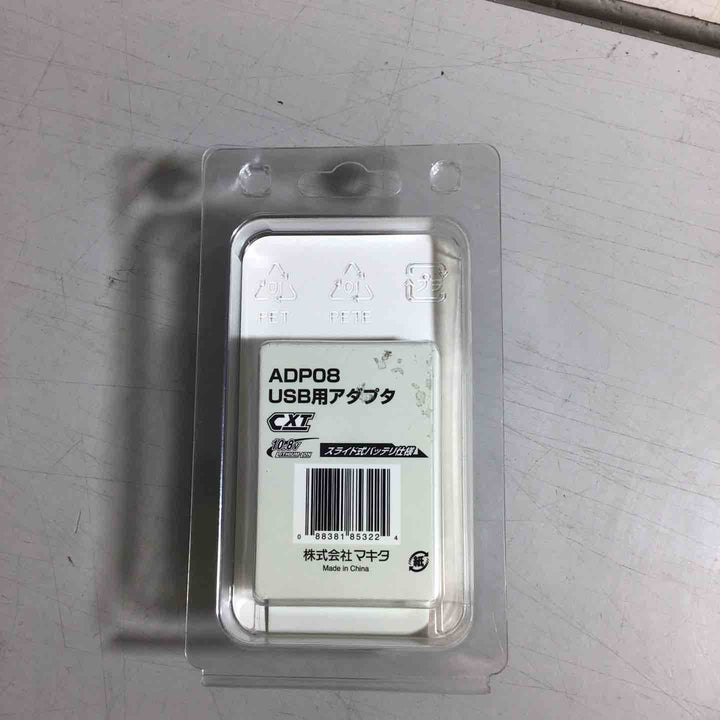 PET
PETE
ADP08
USB用アダプタ
CXT
10.8V
LITHIUM-ION
スライド式バッテリ仕様
0 88381 85322 4
株式会社マキタ
Made in China
紙